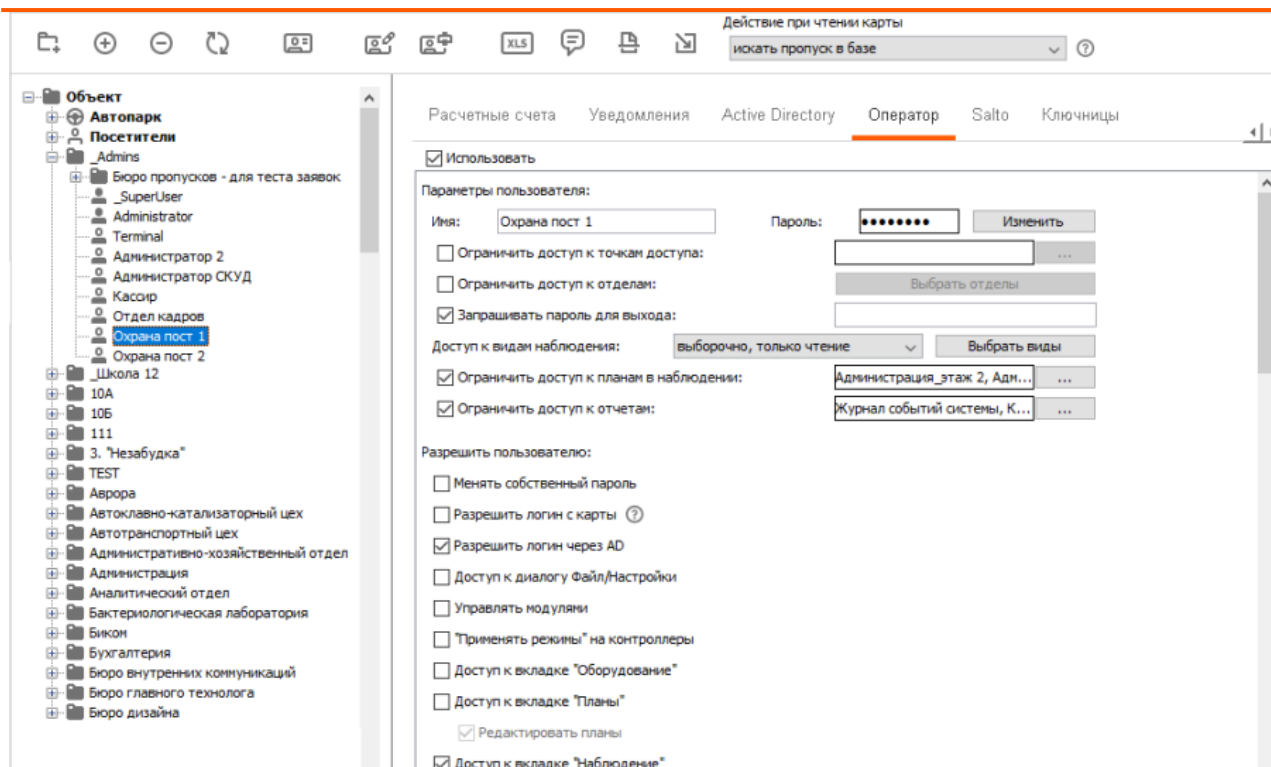 Действие при чтении карты
XLS
искать пропуск в базе
Объект
Автопарк
Посетители
_Admins
Бюро пропусков - для теста заявок
_SuperUser
Administrator
Terminal
Администратор 2
Администратор СКУД
Кассир
Отдел кадров
Охрана пост 1
Охрана пост 2
_Школа 12
10А
10Б
111
3. "Незабудка"
TEST
Аврора
Автоклавно-катализаторный цех
Автотранспортный цех
Административно-хозяйственный отдел
Администрация
Аналитический отдел
Бактериологическая лаборатория
Бикон
Бухгалтерия
Бюро внутренних коммуникаций
Бюро главного технолога
Бюро дизайна
Расчетные счета Уведомления Active Directory Оператор Salto Ключницы
Использовать
Параметры пользователя:
Имя: Охрана пост 1 Пароль: ●●●●●●●● Изменить
Ограничить доступ к точкам доступа: ...
Ограничить доступ к отделам: Выбрать отделы
Запрашивать пароль для выхода:
Доступ к видам наблюдения: выборочно, только чтение Выбрать виды
Ограничить доступ к планам в наблюдении: Администрация_этаж 2, Адм... ...
Ограничить доступ к отчетам: Журнал событий системы, К... ...
Разрешить пользователю:
Менять собственный пароль
Разрешить логин с карты ?
Разрешить логин через AD
Доступ к диалогу Файл/Настройки
Управлять модулями
"Применять режимы" на контроллеры
Доступ к вкладке "Оборудование"
Доступ к вкладке "Планы"
Редактировать планы
Доступ к вкладке "Наблюдение"